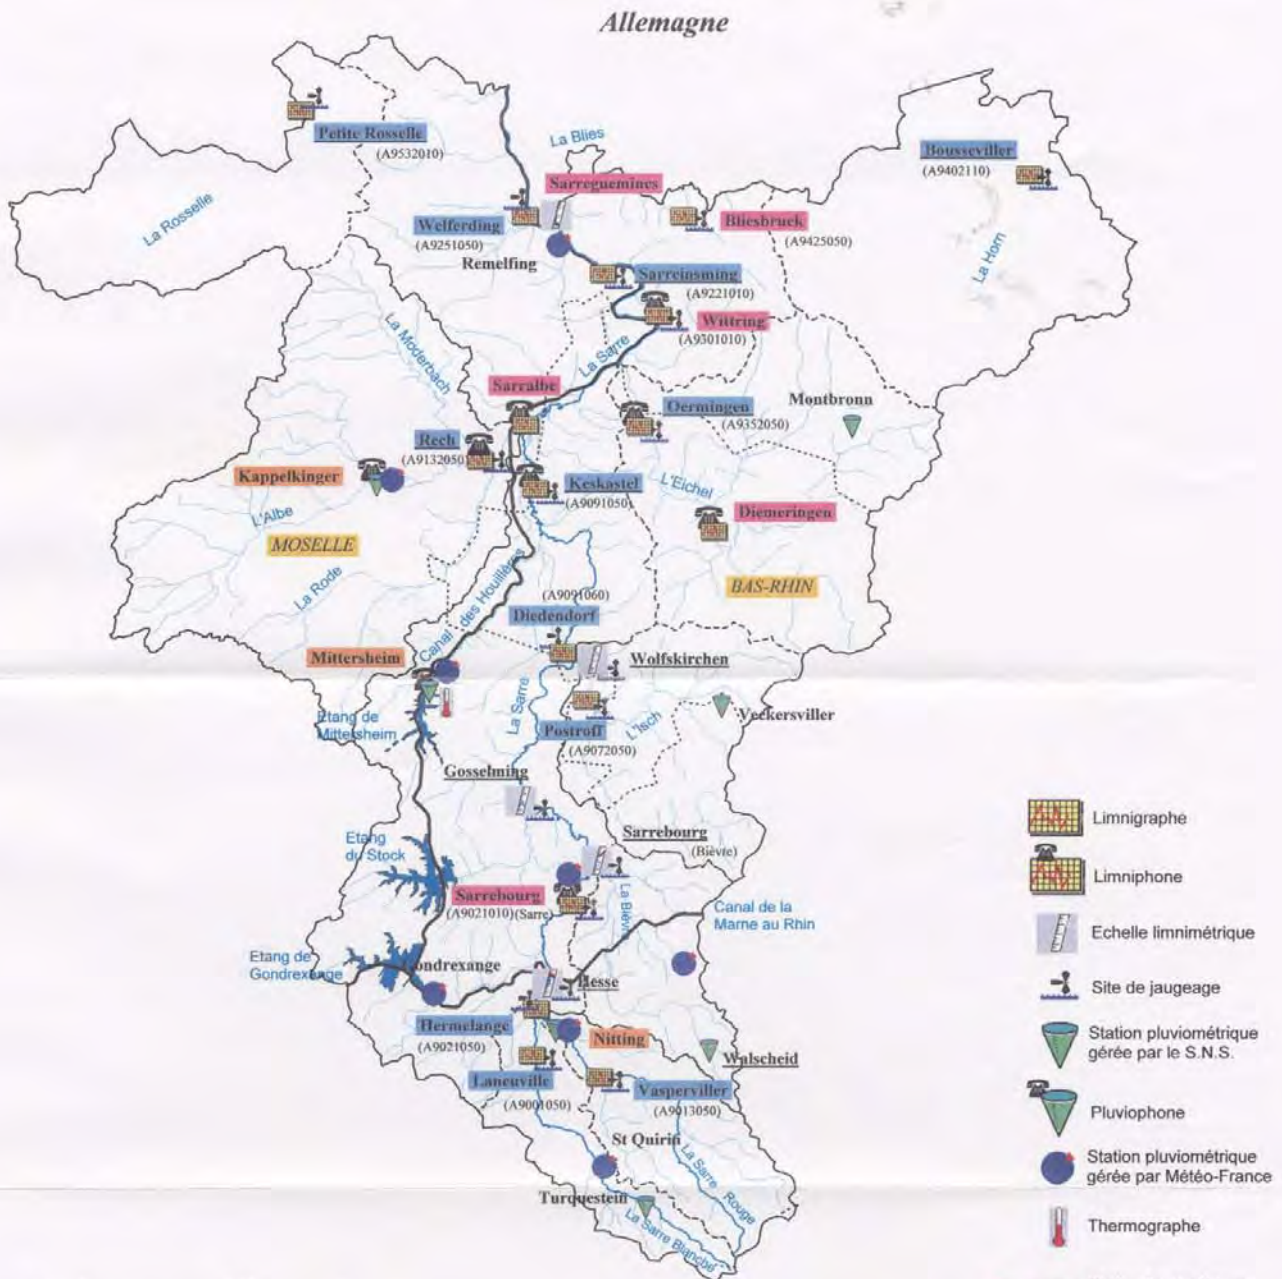 Allemagne
Petite Rosselle
(A9532010)
La Blies
Bousseviller
(A9402110)
La Rosselle
Sarreguemines
Welferding
(A9251050)
Bliesbruck
(A9425050)
Remelfing
La Horn
Sarreinsming
(A9221010)
Wittring
(A9301010)
La Moderbach
La Sarre
Sarralbe
Montbronn
Oermingen
(A9352050)
Rech
(A9132050)
Kappelkinger
Keskastel
(A9091050)
L'Eichel
Diemeringen
L'Albe
MOSELLE
La Rode
Canal des Houillères
(A9091060)
BAS-RHIN
Diedendorf
Mittersheim
Wolfskirchen
La Sarre
Etang de
Mittersheim
Postroff
(A9072050)
L'Isch
Veckersviller
Gosselming
Limnigraphe
Etang
du Stock
Sarrebourg
(Bièvre)
Limniphone
Sarrebourg
(A9021010)(Sarre)
La Bièvre
Canal de la
Marne au Rhin
Echelle limnimétrique
Etang de
Gondrexange
Gondrexange
Hesse
Site de jaugeage
Hermelange
(A9021050)
Nitting
Station pluviométrique
gérée par le S.N.S.
Walscheid
Laneuville
(A9001050)
Vasperviller
(A9013050)
Pluviophone
St Quirin
La Sarre Rouge
Station pluviométrique
gérée par Météo-France
Turquestein
La Sarre Blanche
Thermographe